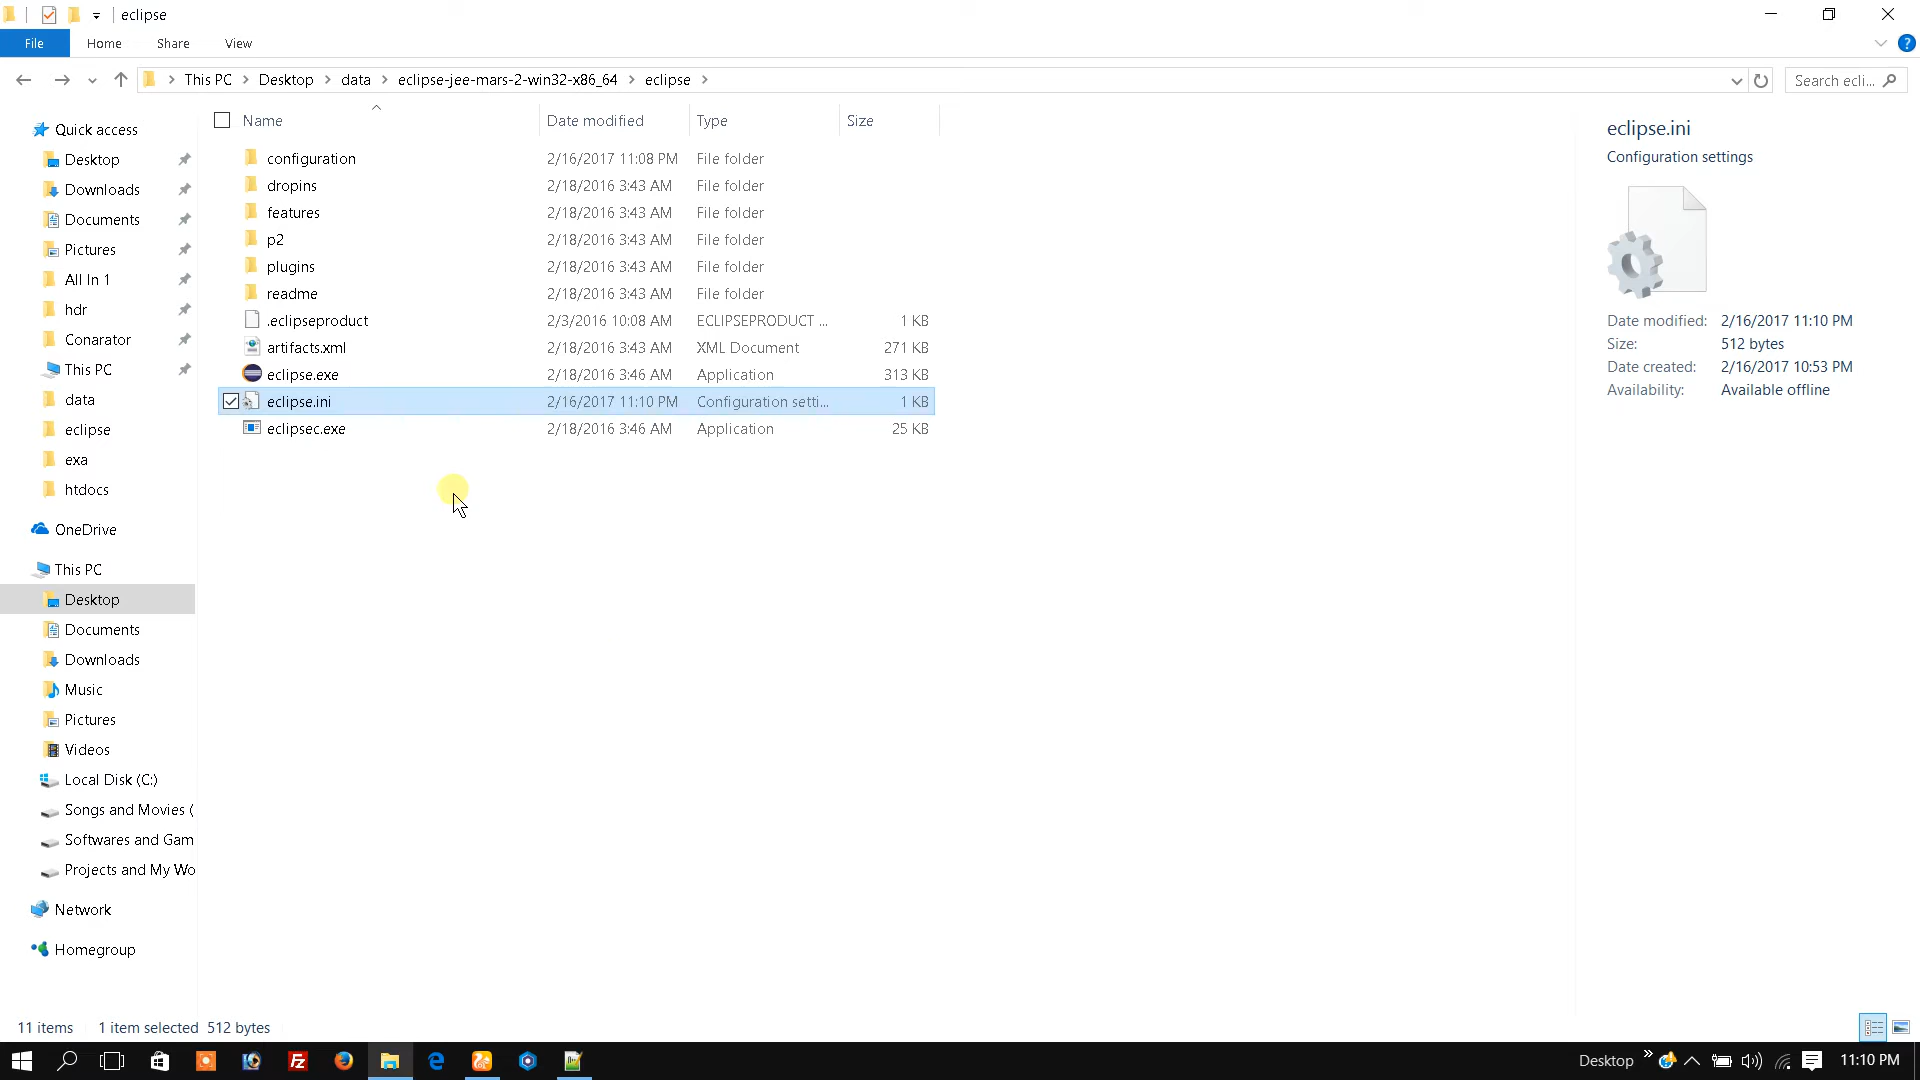 eclipse
File Home Share View
This PC Desktop data eclipse-jee-mars-2-win32-x86_64 eclipse
Search ecli...
Quick access
Desktop
Downloads
Documents
Pictures
All In 1
hdr
Conarator
This PC
data
eclipse
exa
htdocs
OneDrive
This PC
Desktop
Documents
Downloads
Music
Pictures
Videos
Local Disk (C:)
Songs and Movies (
Softwares and Gam
Projects and My Wo
Network
Homegroup
Name Date modified Type Size
configuration 2/16/2017 11:08 PM File folder
dropins 2/18/2016 3:43 AM File folder
features 2/18/2016 3:43 AM File folder
p2 2/18/2016 3:43 AM File folder
plugins 2/18/2016 3:43 AM File folder
readme 2/18/2016 3:43 AM File folder
.eclipseproduct 2/3/2016 10:08 AM ECLIPSEPRODUCT ... 1 KB
artifacts.xml 2/18/2016 3:43 AM XML Document 271 KB
eclipse.exe 2/18/2016 3:46 AM Application 313 KB
eclipse.ini 2/16/2017 11:10 PM Configuration setti... 1 KB
eclipsec.exe 2/18/2016 3:46 AM Application 25 KB
eclipse.ini
Configuration settings
Date modified: 2/16/2017 11:10 PM
Size: 512 bytes
Date created: 2/16/2017 10:53 PM
Availability: Available offline
11 items 1 item selected 512 bytes
Desktop 11:10 PM